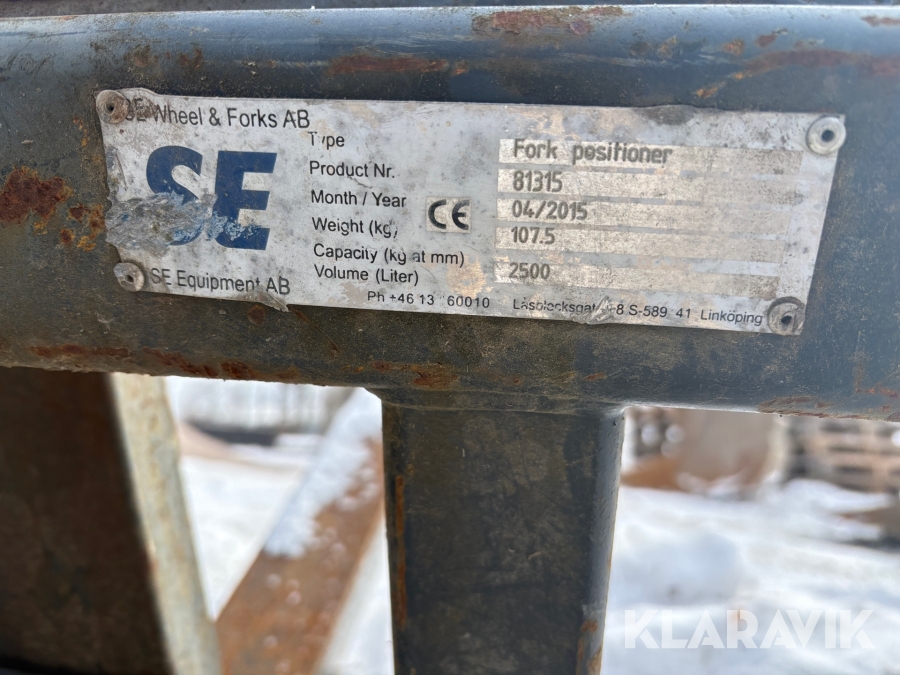 SE Wheel & Forks AB
SE
SE Equipment AB
Type Fork positioner
Product Nr. 81315
Month / Year 04/2015
Weight (kg) 107.5
CE
Capacity (kg at mm) 2500
Volume (Liter)
Ph +46 13 60010 8 S-589 41 Linköping
KLARAVIK